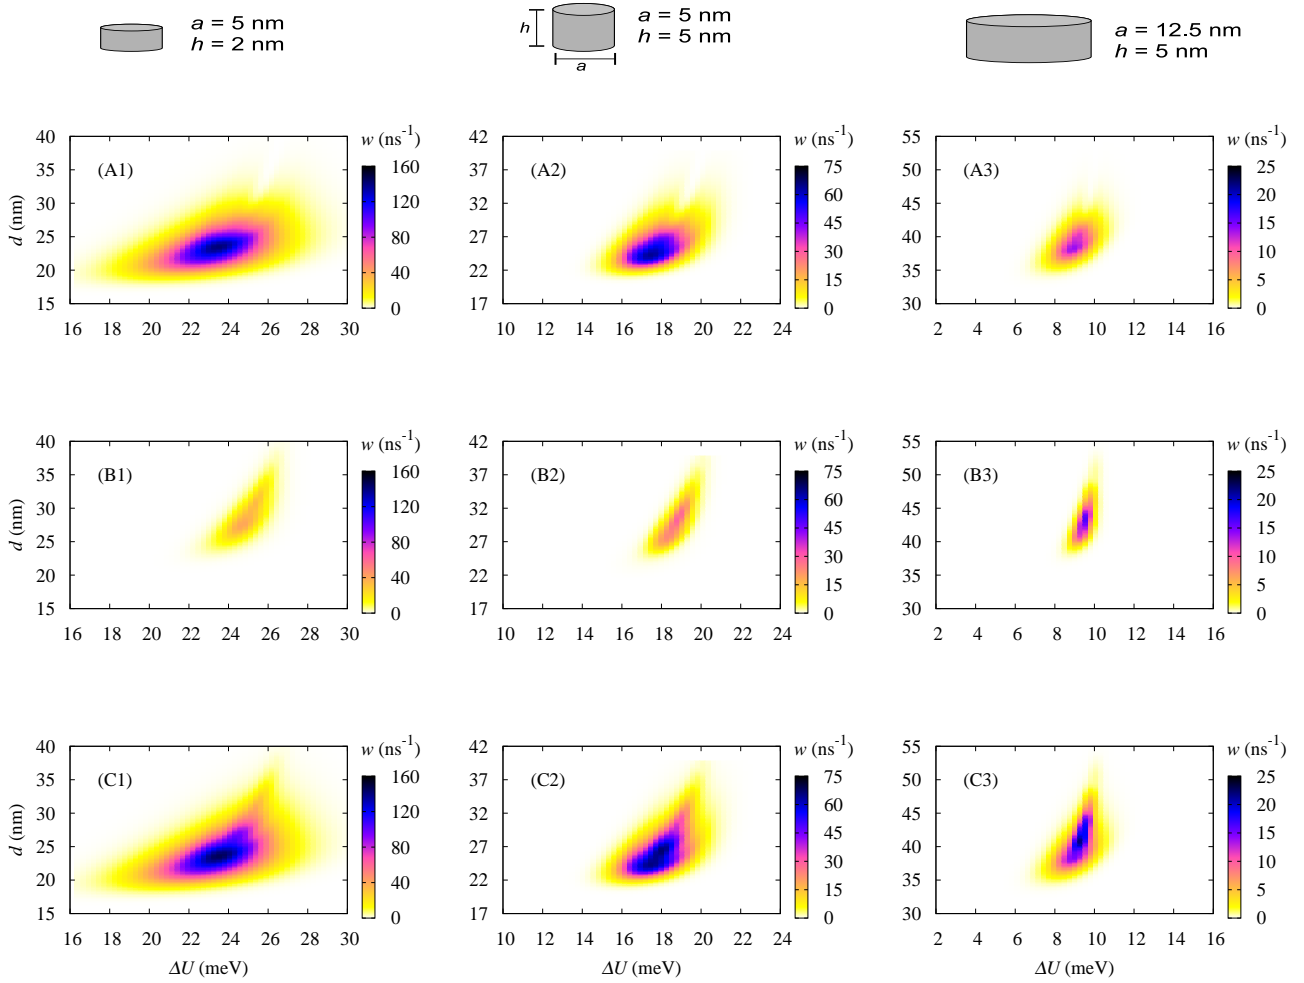 a = 5 nm
h = 2 nm
h
a
a = 5 nm
h = 5 nm
a = 12.5 nm
h = 5 nm
40 35 30 25 20 15
d (nm)
(A1)
16 18 20 22 24 26 28 30
w (ns⁻¹)
160 120 80 40 0
42 37 32 27 22 17
(A2)
10 12 14 16 18 20 22 24
w (ns⁻¹)
75 60 45 30 15 0
55 50 45 40 35 30
(A3)
2 4 6 8 10 12 14 16
w (ns⁻¹)
25 20 15 10 5 0
40 35 30 25 20 15
d (nm)
(B1)
16 18 20 22 24 26 28 30
w (ns⁻¹)
160 120 80 40 0
42 37 32 27 22 17
(B2)
10 12 14 16 18 20 22 24
w (ns⁻¹)
75 60 45 30 15 0
55 50 45 40 35 30
(B3)
2 4 6 8 10 12 14 16
w (ns⁻¹)
25 20 15 10 5 0
40 35 30 25 20 15
d (nm)
(C1)
16 18 20 22 24 26 28 30
ΔU (meV)
w (ns⁻¹)
160 120 80 40 0
42 37 32 27 22 17
(C2)
10 12 14 16 18 20 22 24
ΔU (meV)
w (ns⁻¹)
75 60 45 30 15 0
55 50 45 40 35 30
(C3)
2 4 6 8 10 12 14 16
ΔU (meV)
w (ns⁻¹)
25 20 15 10 5 0